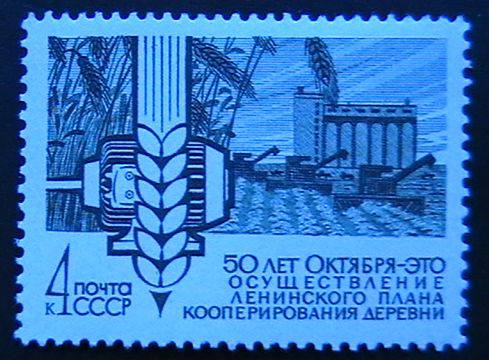 4 почта
к СССР
50 ЛЕТ ОКТЯБРЯ-ЭТО
ОСУЩЕСТВЛЕНИЕ
ЛЕНИНСКОГО ПЛАНА
КООПЕРИРОВАНИЯ ДЕРЕВНИ